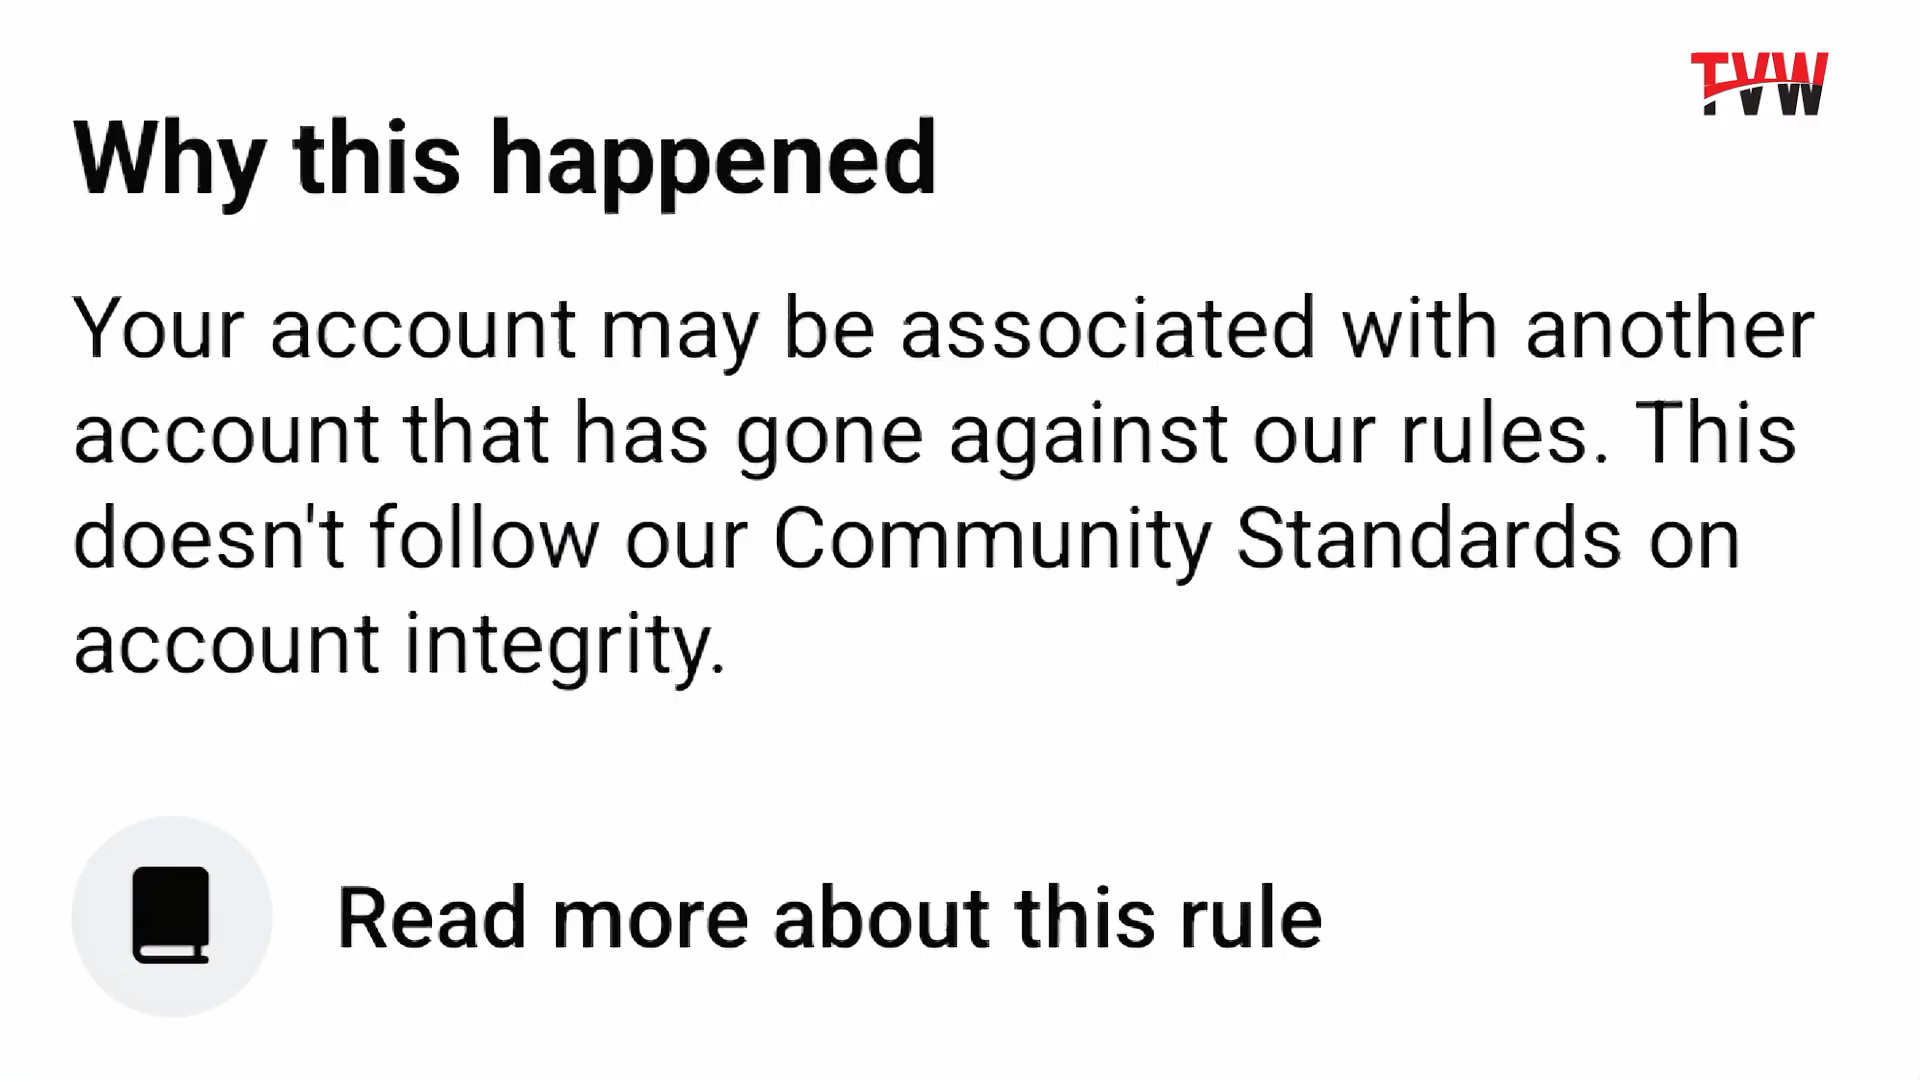 TVW
Why this happened
Your account may be associated with another
account that has gone against our rules. This
doesn't follow our Community Standards on
account integrity.
Read more about this rule